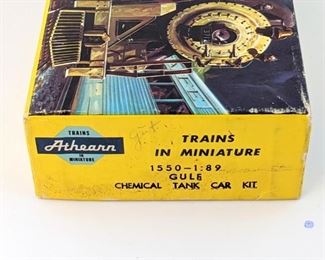 TRAINS
Athearn
IN MINIATURE
g.t.
TRAINS
IN MINIATURE
1550-1:89
GULF
CHEMICAL TANK CAR KIT